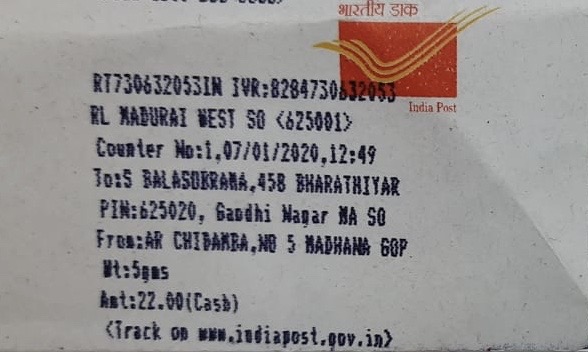 भारतीय डाक
India Post
RT730632053IN IVR:8284730632053
RL MADURAI WEST SO <625001>
Counter No:1,07/01/2020,12:49
To:S BALASUBRAMA,458 BHARATHIYAR
PIN:625020, Gandhi Nagar MA SO
From:AR CHIDAMBA,NO 5 MADHANA GOP
Wt:5gms
Amt:22.00(Cash)
<Track on www.indiapost.gov.in>